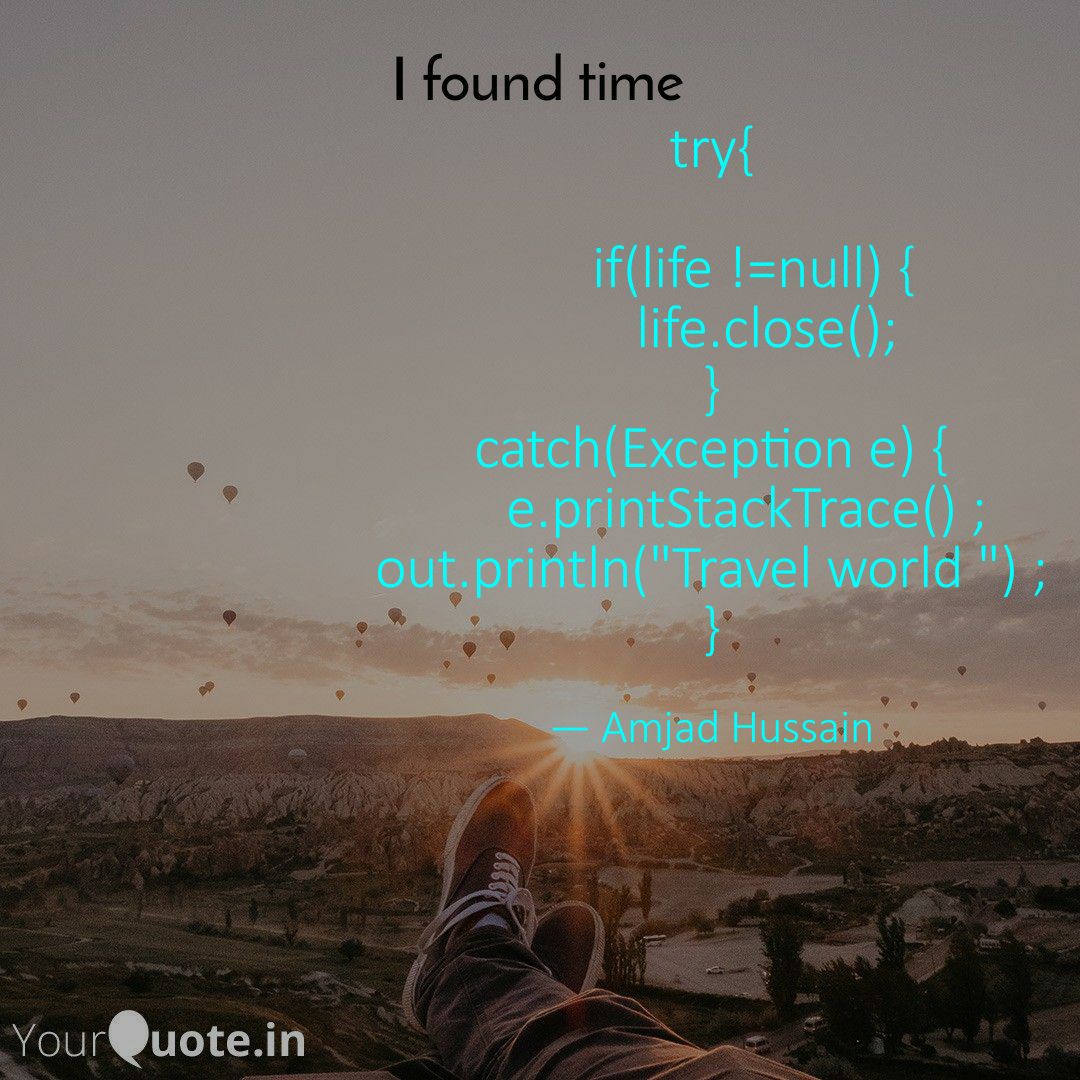 I found time
try{
if(life !=null) {
life.close();
}
catch(Exception e) {
e.printStackTrace() ;
out.println("Travel world ") ;
}
— Amjad Hussain
YourQuote.in